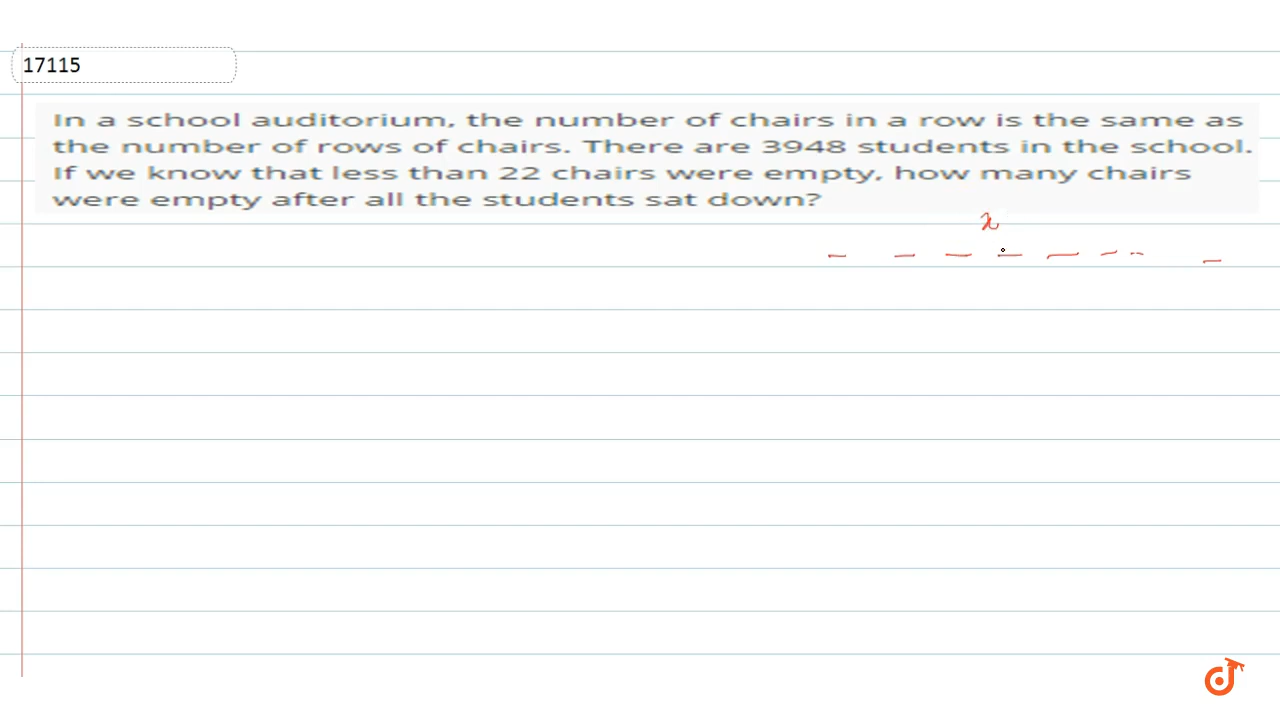 17115
In a school auditorium, the number of chairs in a row is the same as
the number of rows of chairs. There are 3948 students in the school.
If we know that less than 22 chairs were empty, how many chairs
were empty after all the students sat down?
x